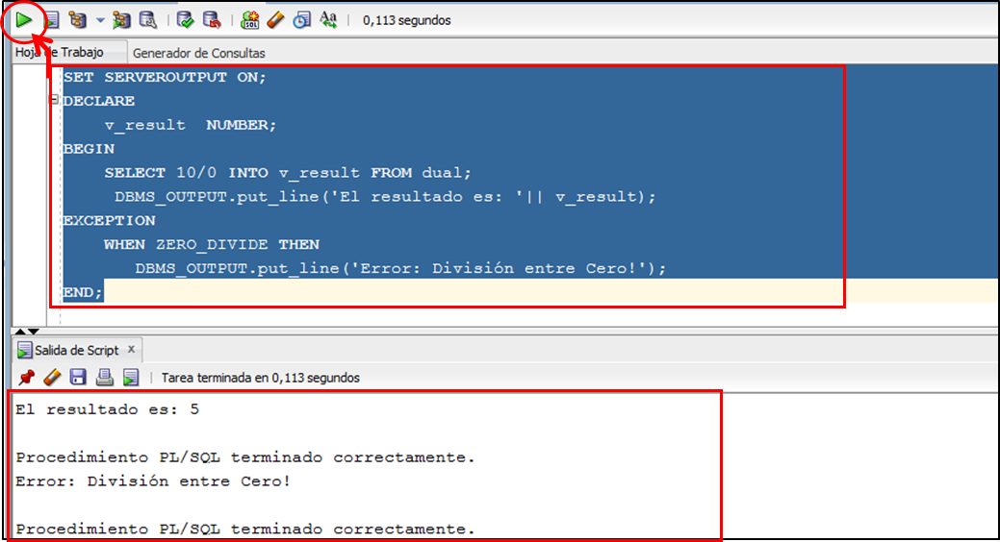 0,113 segundos
Hoja de Trabajo Generador de Consultas
SET SERVEROUTPUT ON;
DECLARE
v_result NUMBER;
BEGIN
SELECT 10/0 INTO v_result FROM dual;
DBMS_OUTPUT.put_line('El resultado es: '|| v_result);
EXCEPTION
WHEN ZERO_DIVIDE THEN
DBMS_OUTPUT.put_line('Error: División entre Cero!');
END;
Salida de Script x
Tarea terminada en 0,113 segundos
El resultado es: 5
Procedimiento PL/SQL terminado correctamente.
Error: División entre Cero!
Procedimiento PL/SQL terminado correctamente.